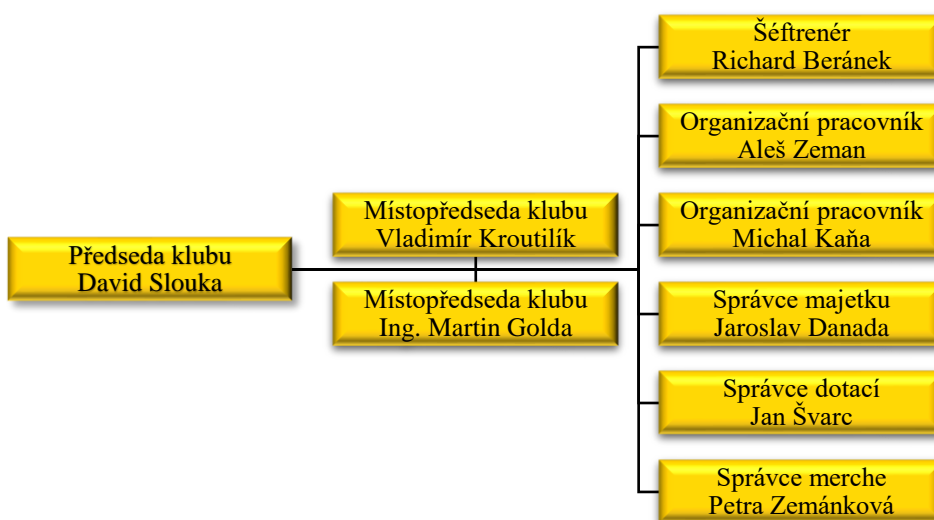 Předseda klubu
David Slouka
Místopředseda klubu
Vladimír Kroutilík
Místopředseda klubu
Ing. Martin Golda
Šéftrenér
Richard Beránek
Organizační pracovník
Aleš Zeman
Organizační pracovník
Michal Kaňa
Správce majetku
Jaroslav Danada
Správce dotací
Jan Švarc
Správce merche
Petra Zemánková